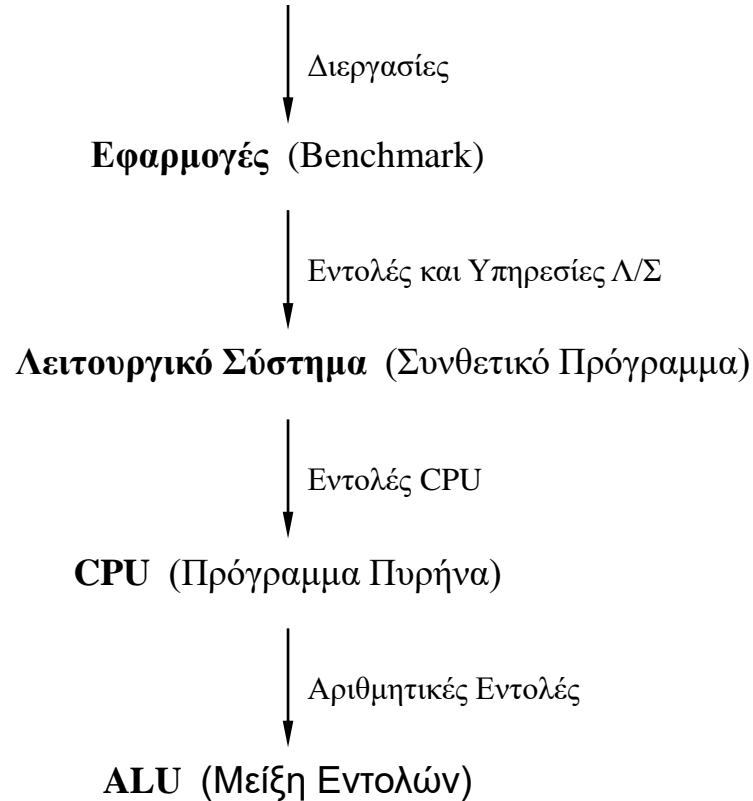 Διεργασίες
Εφαρμογές (Benchmark)
Εντολές και Υπηρεσίες Λ/Σ
Λειτουργικό Σύστημα (Συνθετικό Πρόγραμμα)
Εντολές CPU
CPU (Πρόγραμμα Πυρήνα)
Αριθμητικές Εντολές
ALU (Μείξη Εντολών)